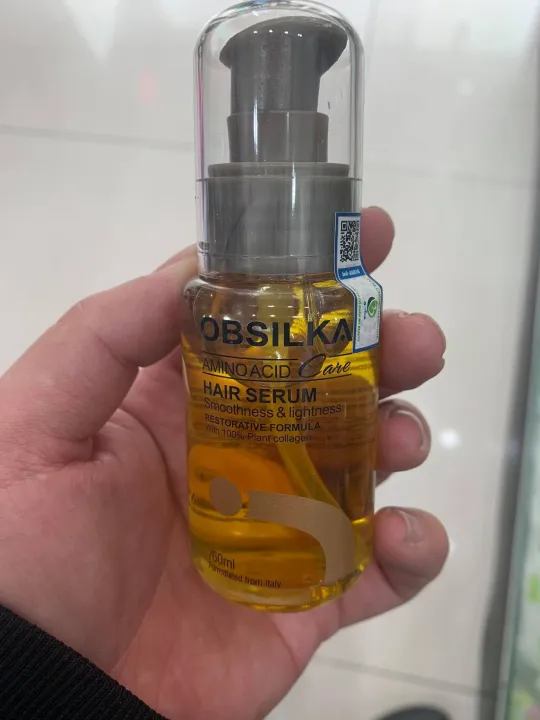 OBSILKA
AMINO ACID Care
HAIR SERUM
Smoothness & lightness
RESTORATIVE FORMULA
with 100% Plant collagen
60ml
Formulated from Italy